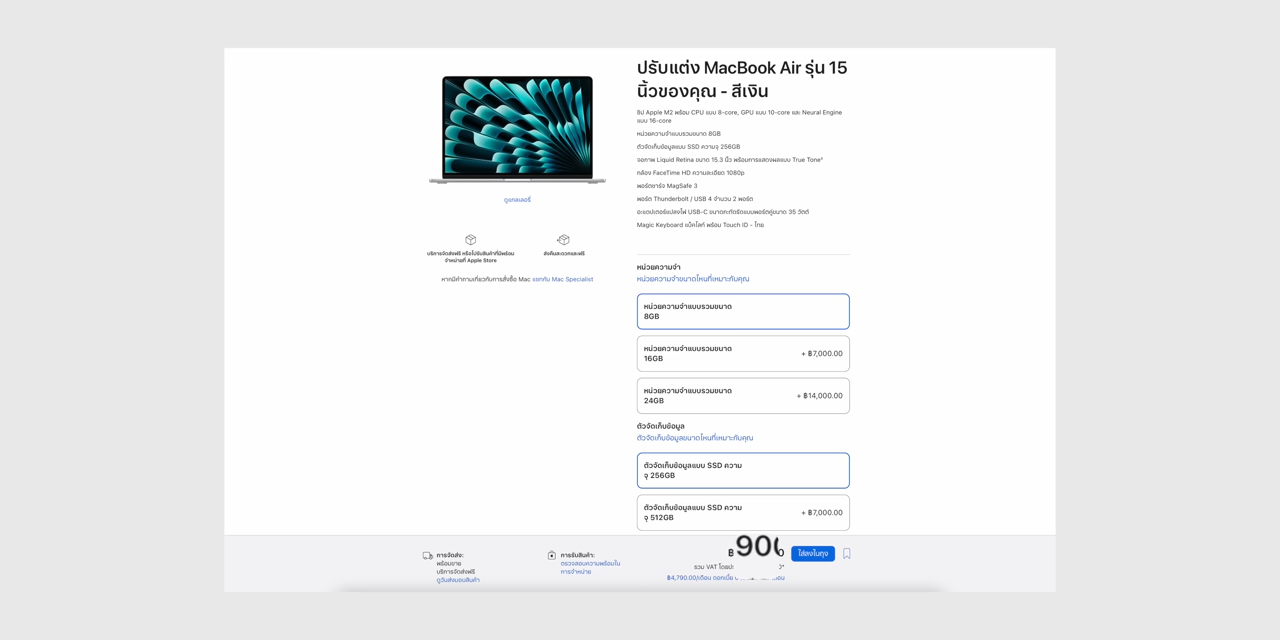 ปรับแต่ง MacBook Air รุ่น 15
นิ้วของคุณ - สีเงิน
ชิป Apple M2 พร้อม CPU แบบ 8-core, GPU แบบ 10-core และ Neural Engine
แบบ 16-core
หน่วยความจำแบบรวมขนาด 8GB
ตัวจัดเก็บข้อมูลแบบ SSD ความจุ 256GB
จอภาพ Liquid Retina ขนาด 15.3 นิ้ว พร้อมการแสดงผลแบบ True Tone²
กล้อง FaceTime HD ความละเอียด 1080p
พอร์ตชาร์จ MagSafe 3
พอร์ต Thunderbolt / USB 4 จำนวน 2 พอร์ต
อะแดปเตอร์แปลงไฟ USB-C ขนาดกะทัดรัดแบบพอร์ตคู่ขนาด 35 วัตต์
Magic Keyboard แบ็คไลท์ พร้อม Touch ID - ไทย
ดูแกลเลอรี่
บริการจัดส่งฟรี หรือไปรับสินค้าที่มีพร้อม
จำหน่ายที่ Apple Store
ส่งคืนสะดวกและฟรี
หากมีคำถามเกี่ยวกับการสั่งซื้อ Mac แชทกับ Mac Specialist
หน่วยความจำ
หน่วยความจำขนาดไหนที่เหมาะกับคุณ
หน่วยความจำแบบรวมขนาด
8GB
หน่วยความจำแบบรวมขนาด
16GB
+ ฿7,000.00
หน่วยความจำแบบรวมขนาด
24GB
+ ฿14,000.00
ตัวจัดเก็บข้อมูล
ตัวจัดเก็บข้อมูลขนาดไหนที่เหมาะกับคุณ
ตัวจัดเก็บข้อมูลแบบ SSD ความ
จุ 256GB
ตัวจัดเก็บข้อมูลแบบ SSD ความ
จุ 512GB
+ ฿7,000.00
การจัดส่ง:
พร้อมขาย
บริการจัดส่งฟรี
ดูวันส่งมอบสินค้า
การรับสินค้า:
ตรวจสอบความพร้อมใน
การจำหน่าย
฿ 900
รวม VAT
฿4,790.00/เดือน ดอกเบี้ย
ใส่ลงในถุง